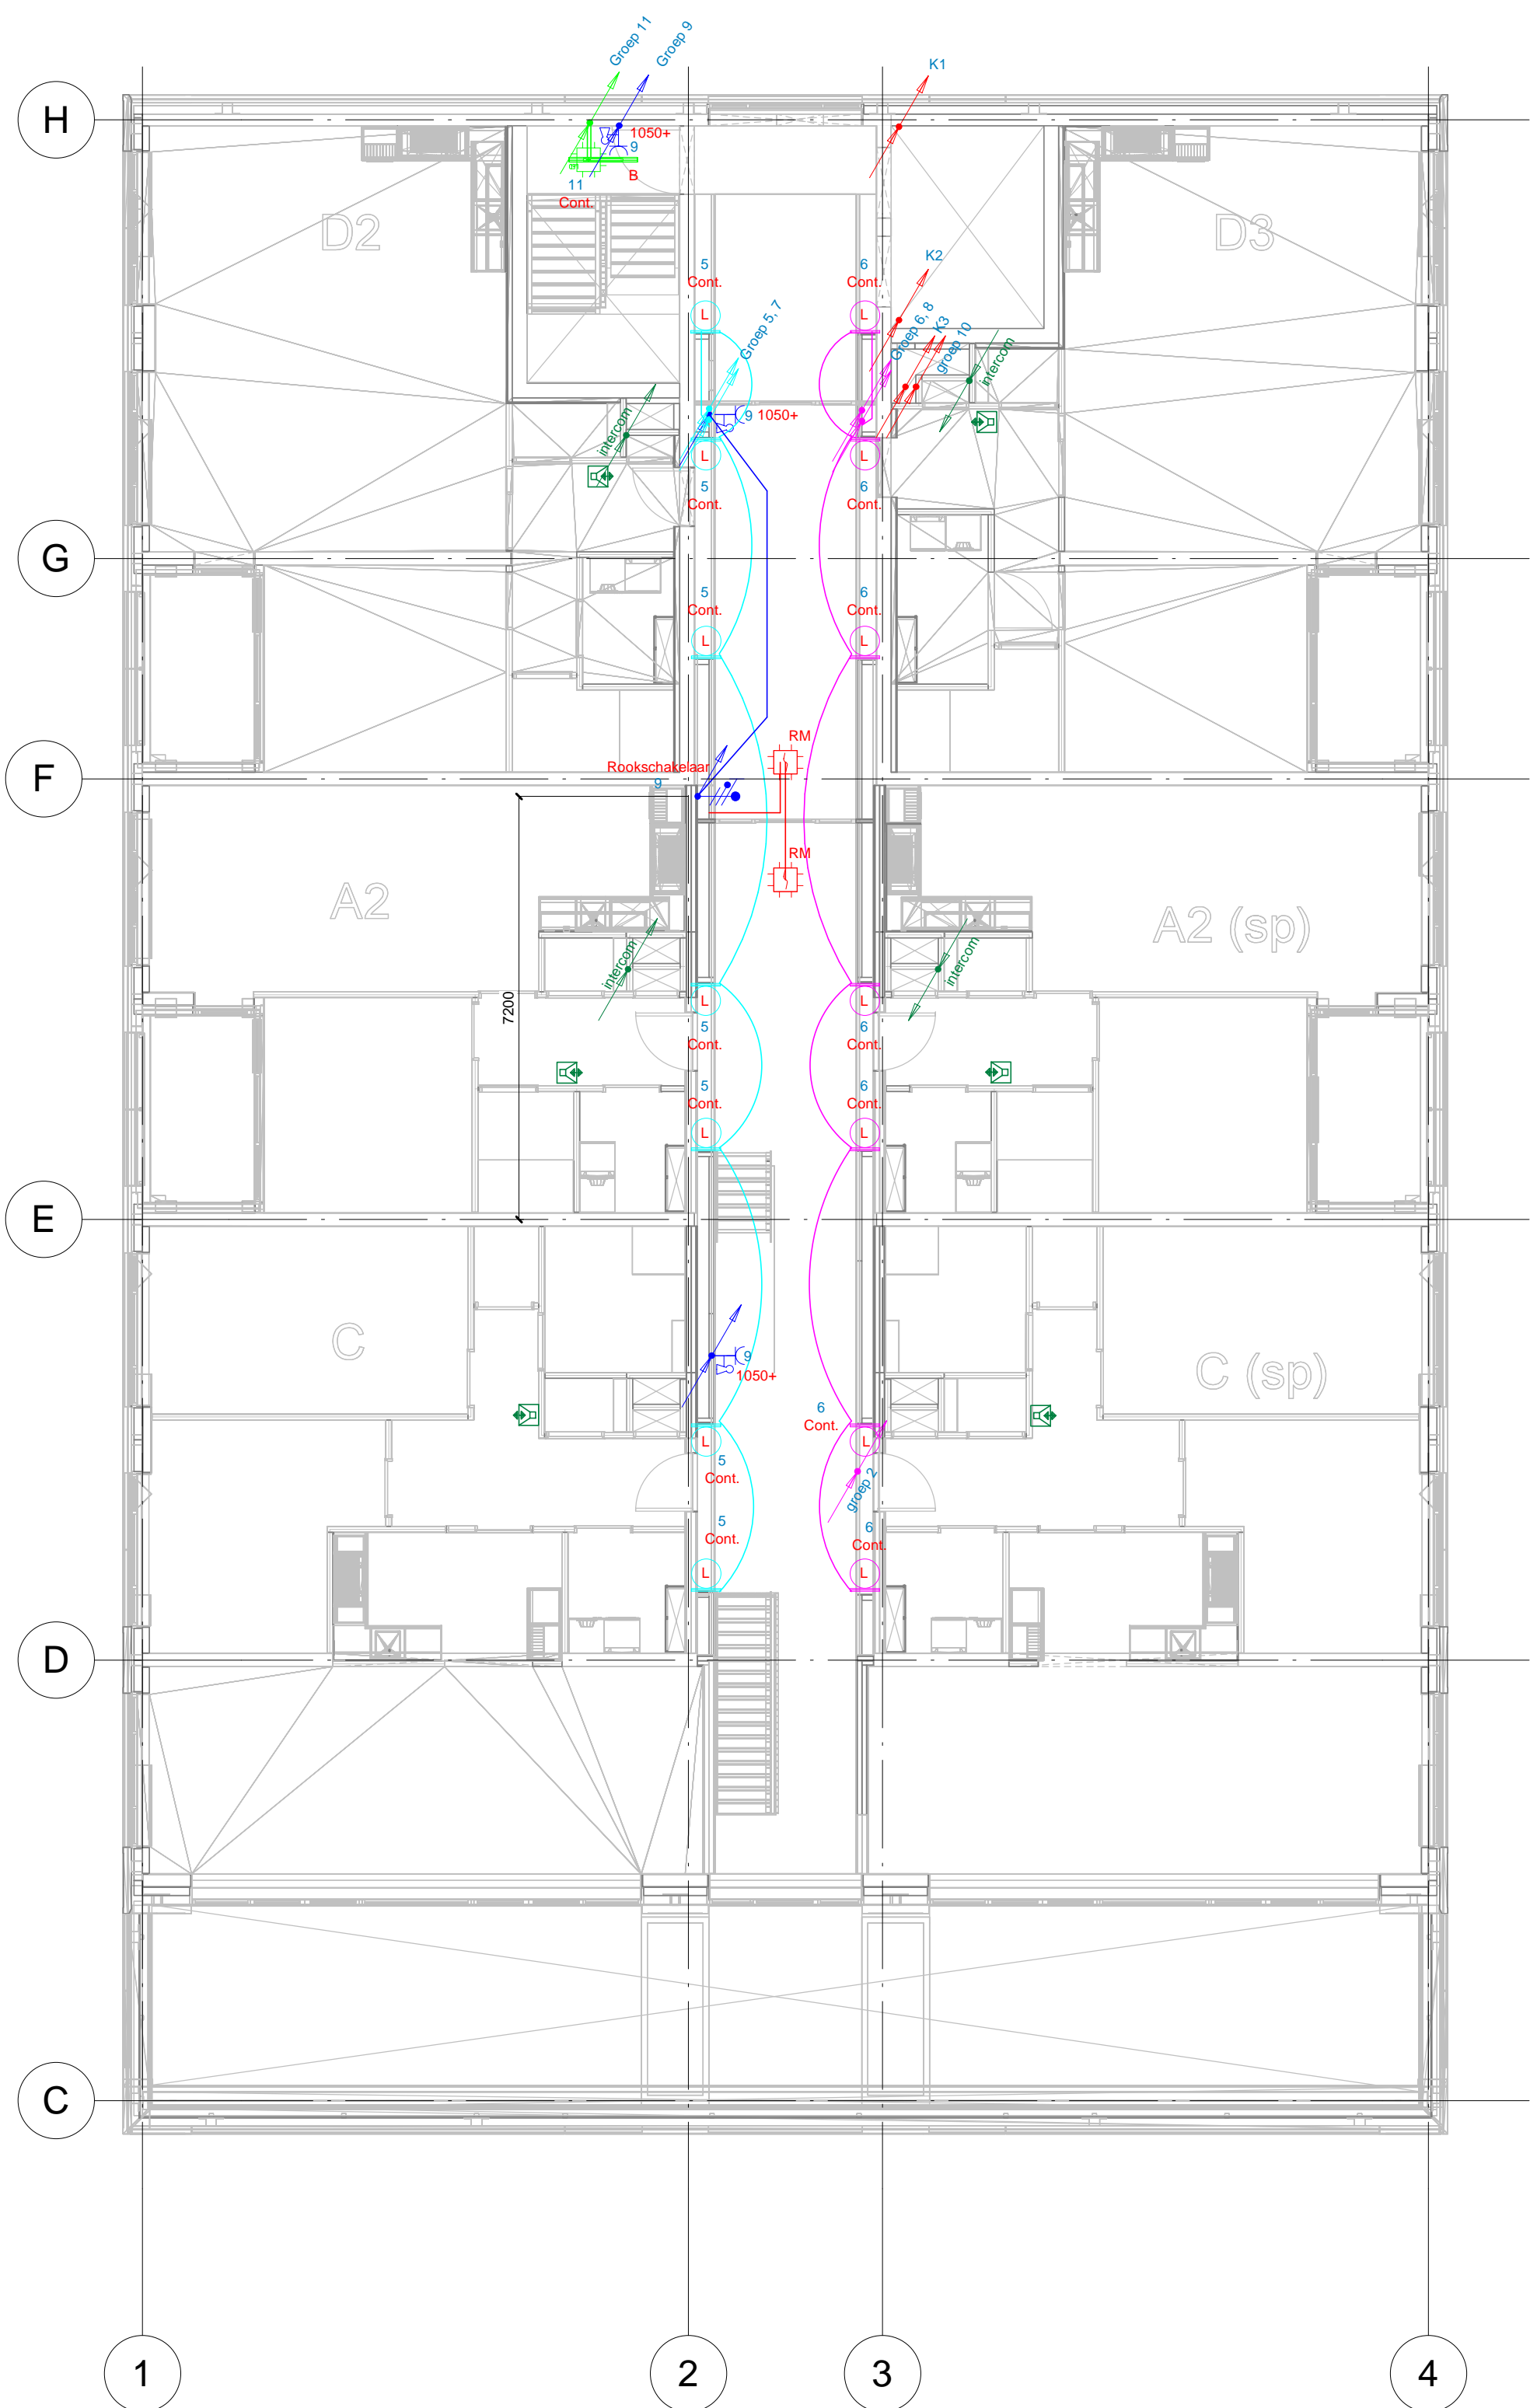 Groep 11
Groep 9
K1
H
1050+
9
B
11
Cont.
D2
D3
K2
5
Cont.
6
Cont.
L
L
Groep 5, 7
Groep 6, 8
K3
groep 10
intercom
9 1050+
intercom
L
L
5
Cont.
6
Cont.
G
5
Cont.
6
Cont.
L
L
RM
Rookschakelaar
F
9
RM
A2
A2 (sp)
intercom
intercom
7200
L
L
5
Cont.
6
Cont.
5
Cont.
6
Cont.
L
L
E
C
C (sp)
9
1050+
6
Cont.
L
L
5
Cont.
groep 2
5
Cont.
6
Cont.
L
L
D
C
1
2
3
4